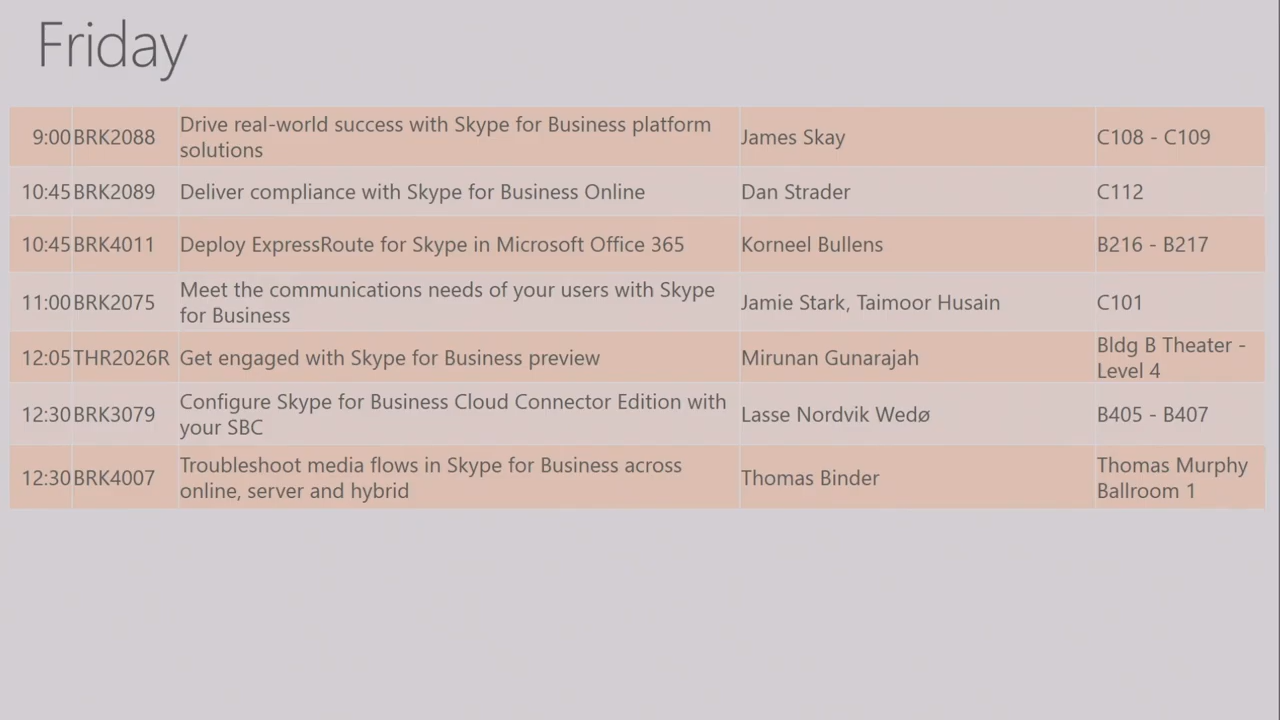 Friday
9:00 BRK2088 Drive real-world success with Skype for Business platform solutions James Skay C108 - C109
10:45 BRK2089 Deliver compliance with Skype for Business Online Dan Strader C112
10:45 BRK4011 Deploy ExpressRoute for Skype in Microsoft Office 365 Korneel Bullens B216 - B217
11:00 BRK2075 Meet the communications needs of your users with Skype for Business Jamie Stark, Taimoor Husain C101
12:05 THR2026R Get engaged with Skype for Business preview Mirunan Gunarajah Bldg B Theater - Level 4
12:30 BRK3079 Configure Skype for Business Cloud Connector Edition with your SBC Lasse Nordvik Wedø B405 - B407
12:30 BRK4007 Troubleshoot media flows in Skype for Business across online, server and hybrid Thomas Binder Thomas Murphy Ballroom 1